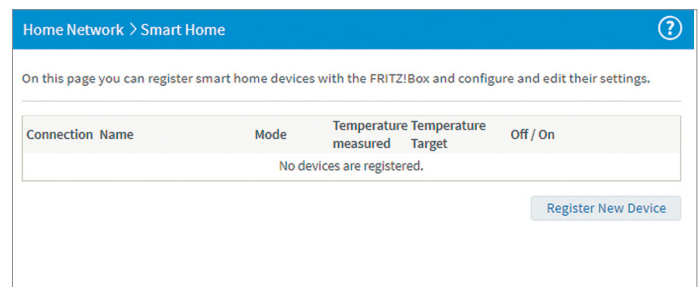 Home Network > Smart Home ?
On this page you can register smart home devices with the FRITZ!Box and configure and edit their settings.
Connection Name Mode Temperature measured Temperature Target Off / On
No devices are registered.
Register New Device